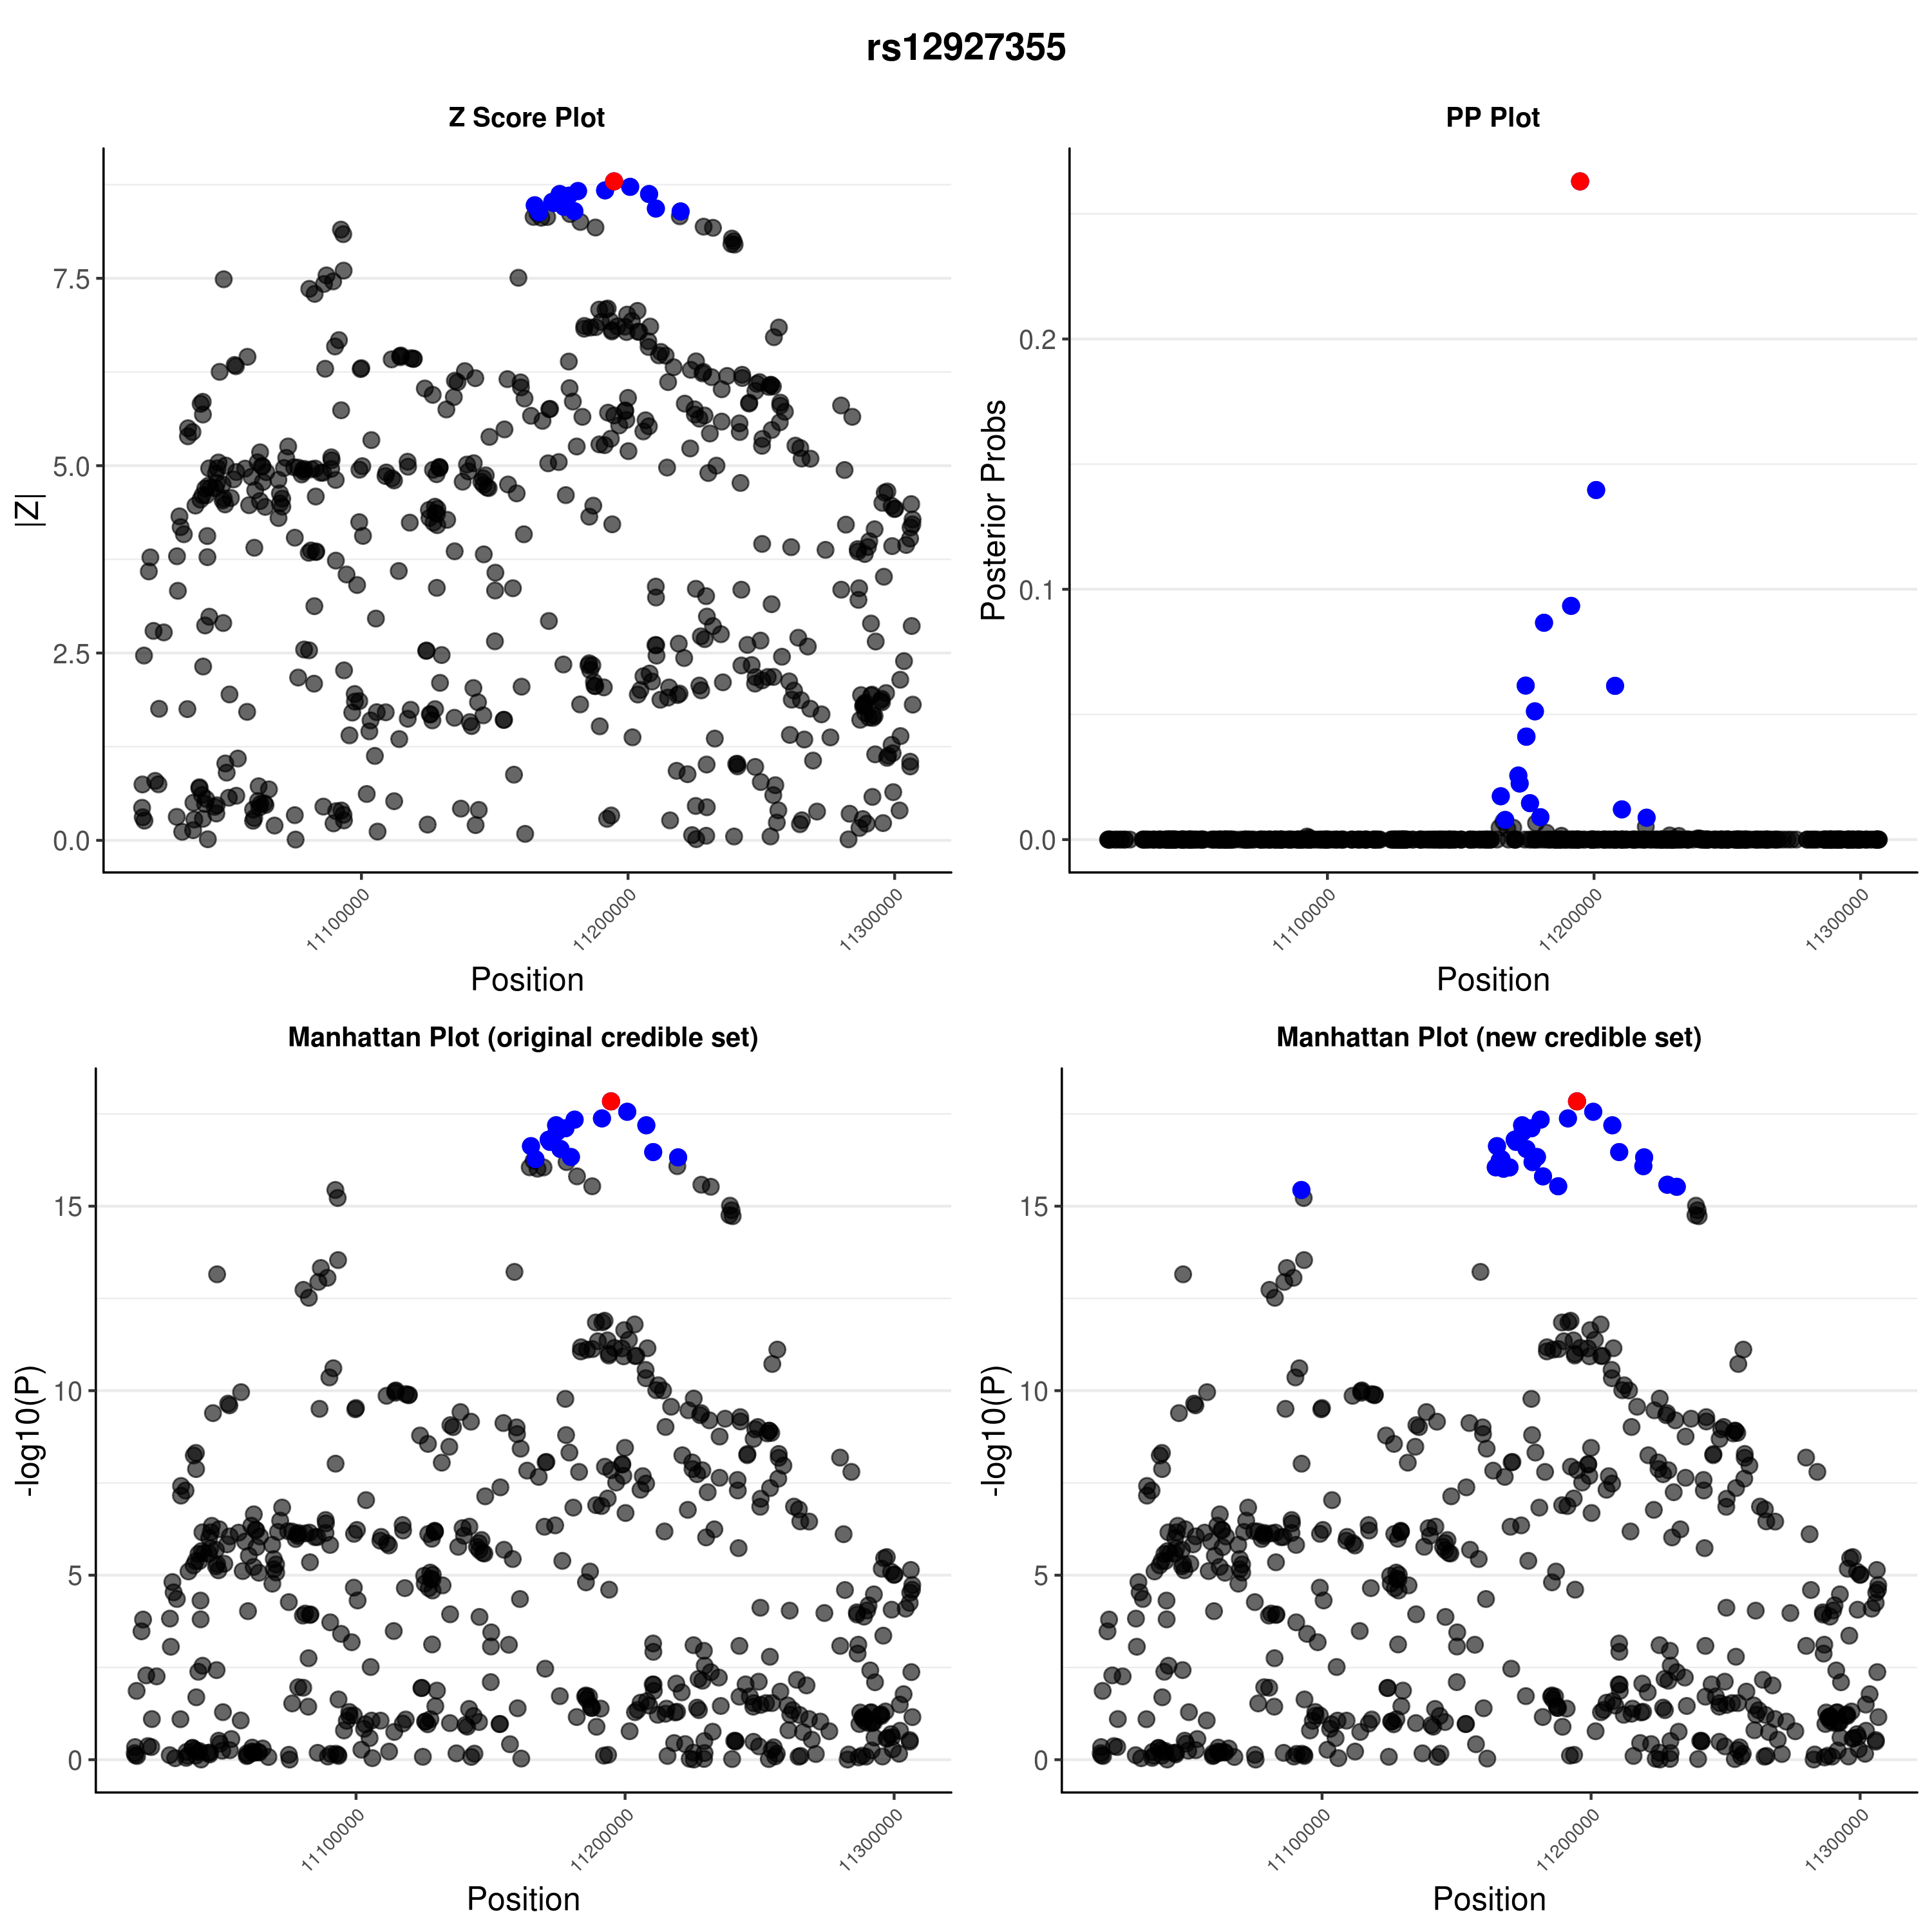 rs12927355
Z Score Plot
|Z|
7.5
5.0
2.5
0.0
11100000
11200000
11300000
Position
PP Plot
Posterior Probs
0.2
0.1
0.0
11100000
11200000
11300000
Position
Manhattan Plot (original credible set)
-log10(P)
15
10
5
0
11100000
11200000
11300000
Position
Manhattan Plot (new credible set)
-log10(P)
15
10
5
0
11100000
11200000
11300000
Position